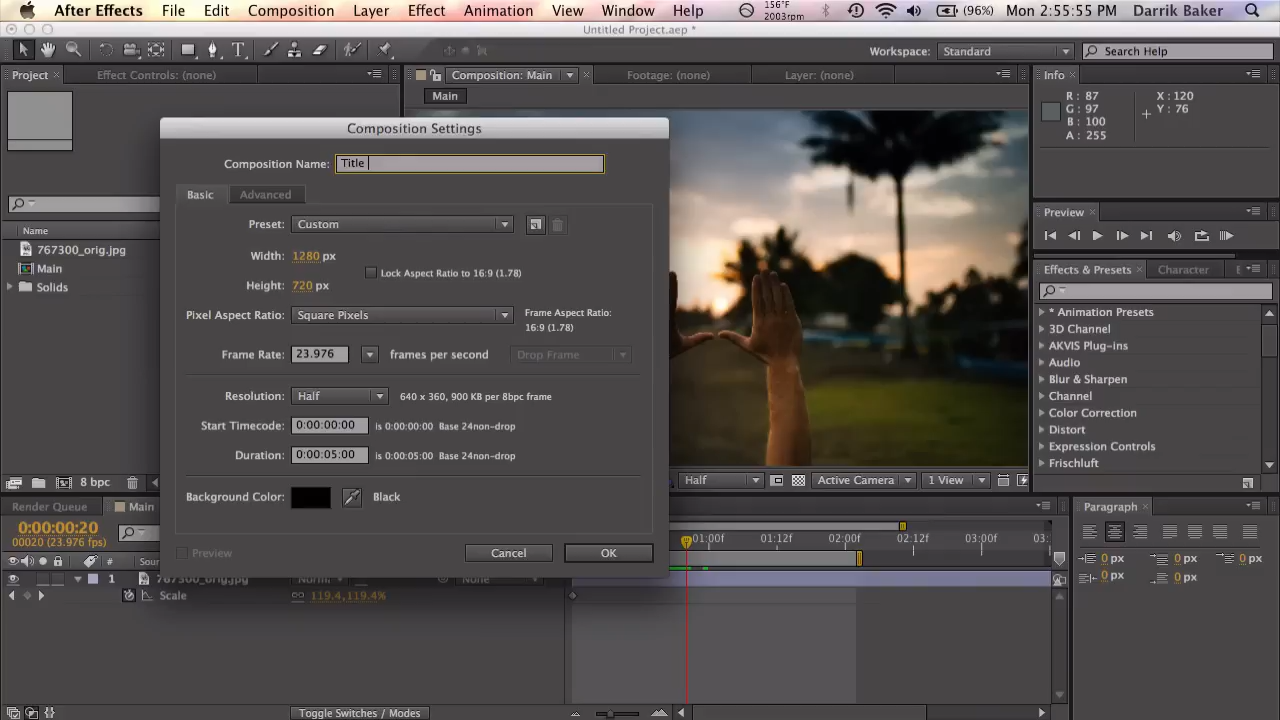 After Effects File Edit Composition Layer Effect Animation View Window Help 156°F 2003rpm (96%) Mon 2:55:55 PM Darrik Baker
Untitled Project.aep *
Workspace: Standard Search Help
Project Effect Controls: (none) Composition: Main Footage: (none) Layer: (none) Info
Main
R: 87 X: 120
G: 97 Y: 76
B: 100
A: 255
Composition Settings
Composition Name: Title
Basic Advanced
Preset: Custom
Width: 1280 px
Lock Aspect Ratio to 16:9 (1.78)
Height: 720 px
Pixel Aspect Ratio: Square Pixels
Frame Aspect Ratio:
16:9 (1.78)
Frame Rate: 23.976 frames per second Drop Frame
Resolution: Half 640 x 360, 900 KB per 8bpc frame
Start Timecode: 0:00:00:00 is 0:00:00:00 Base 24non-drop
Duration: 0:00:05:00 is 0:00:05:00 Base 24non-drop
Background Color: Black
Preview Cancel OK
Name
767300_orig.jpg
Main
Solids
Preview
Effects & Presets Character E
* Animation Presets
3D Channel
AKVIS Plug-ins
Audio
Blur & Sharpen
Channel
Color Correction
Distort
Expression Controls
Frischluft
8 bpc
Half Active Camera 1 View
Render Queue Main
0:00:00:20
00020 (23.976 fps)
01:00f 01:12f 02:00f 02:12f 03:00f 03:
# Sour
1 767300_orig.jpg Norm. None
Scale 119.4,119.4%
Toggle Switches / Modes
Paragraph
0 px 0 px 0 px
0 px 0 px